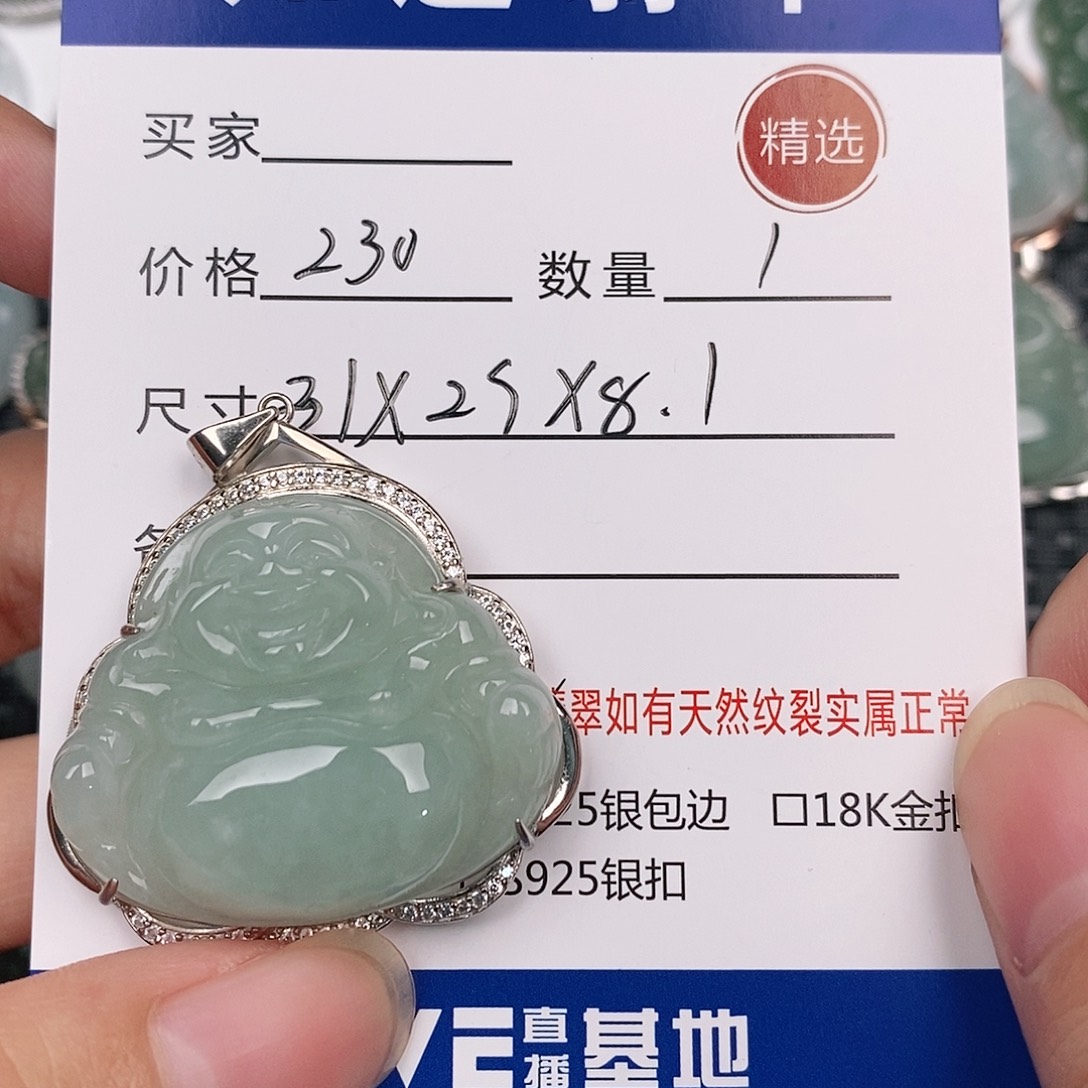 买家
精选
价格 230 数量 1
尺寸 31X25X8.1
翠如有天然纹裂实属正常
25银包边 口18K金扣
S925银扣
直播基地